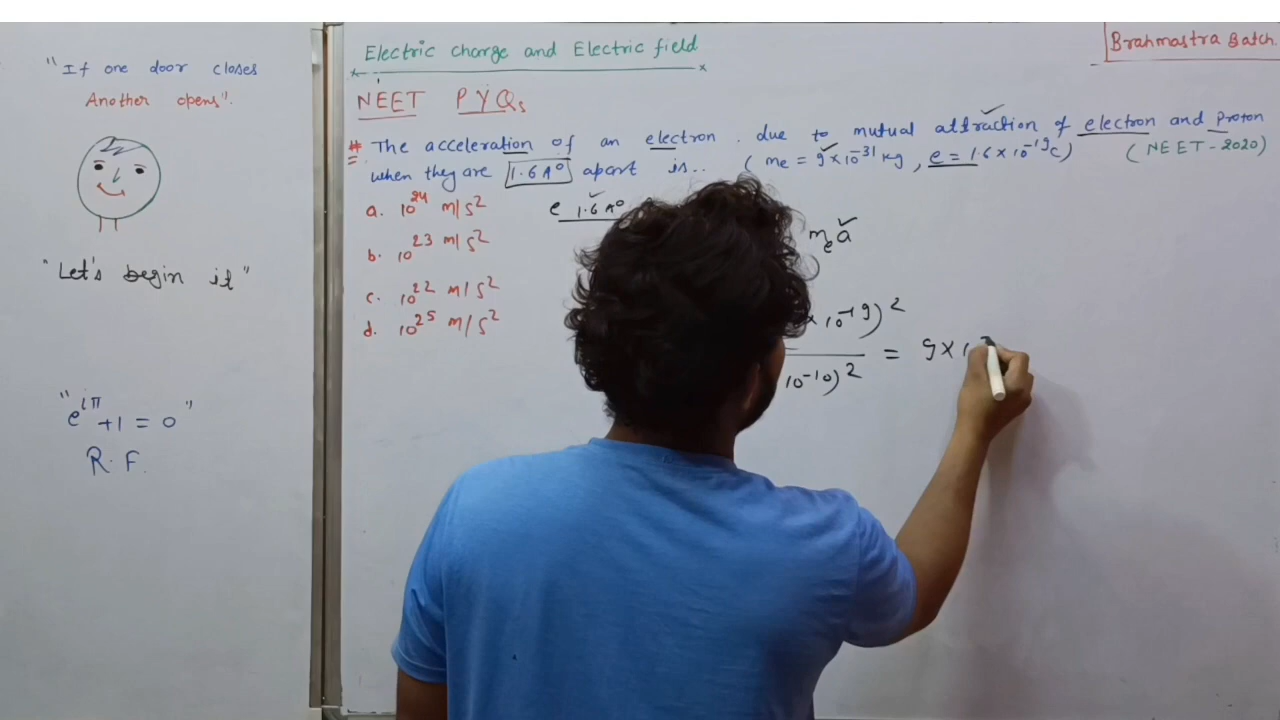 "If one door closes
Another opens".
"Let's begin it"
"e^iπ +1 = 0"
R. F.
Electric charge and Electric field
Brahmastra Batch.
NEET PYQs
# The acceleration of an electron due to mutual attraction of electron and Proton
when they are 1.6 A° apart is.. (me = 9×10^-31 kg, e = 1.6×10^-19 C) (NEET-2020)
a. 10^24 m/s^2
b. 10^23 m/s^2
c. 10^22 m/s^2
d. 10^25 m/s^2
e 1.6 A°
m_e a
× 10^-19)^2
10^-10)^2
= 9×1